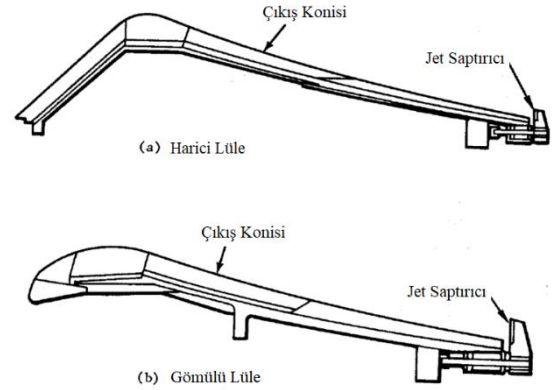 Çıkış Konisi
Jet Saptırıcı
(a) Harici Lüle
Çıkış Konisi
Jet Saptırıcı
(b) Gömülü Lüle